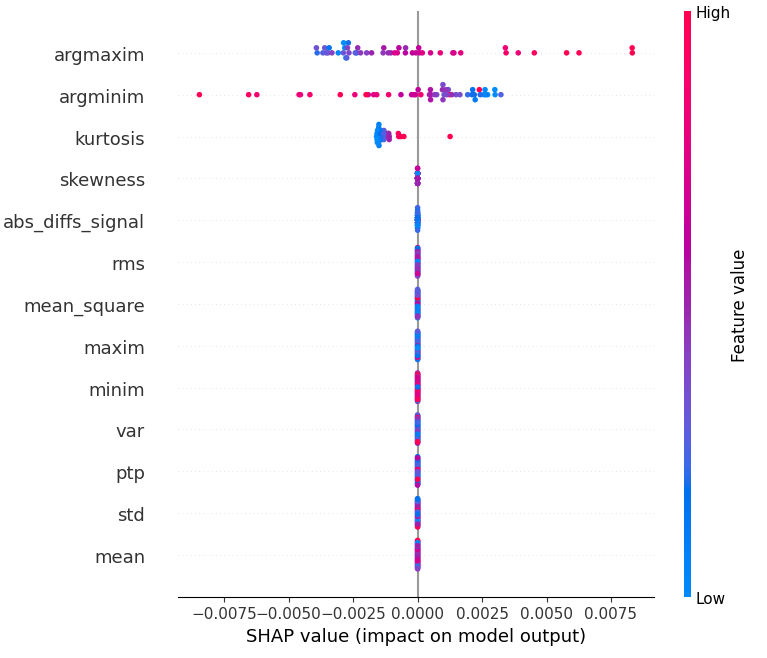 High
argmaxim
argminim
kurtosis
skewness
abs_diffs_signal
rms
mean_square
maxim
minim
var
ptp
std
mean
Feature value
Low
−0.0075 −0.0050 −0.0025 0.0000 0.0025 0.0050 0.0075
SHAP value (impact on model output)